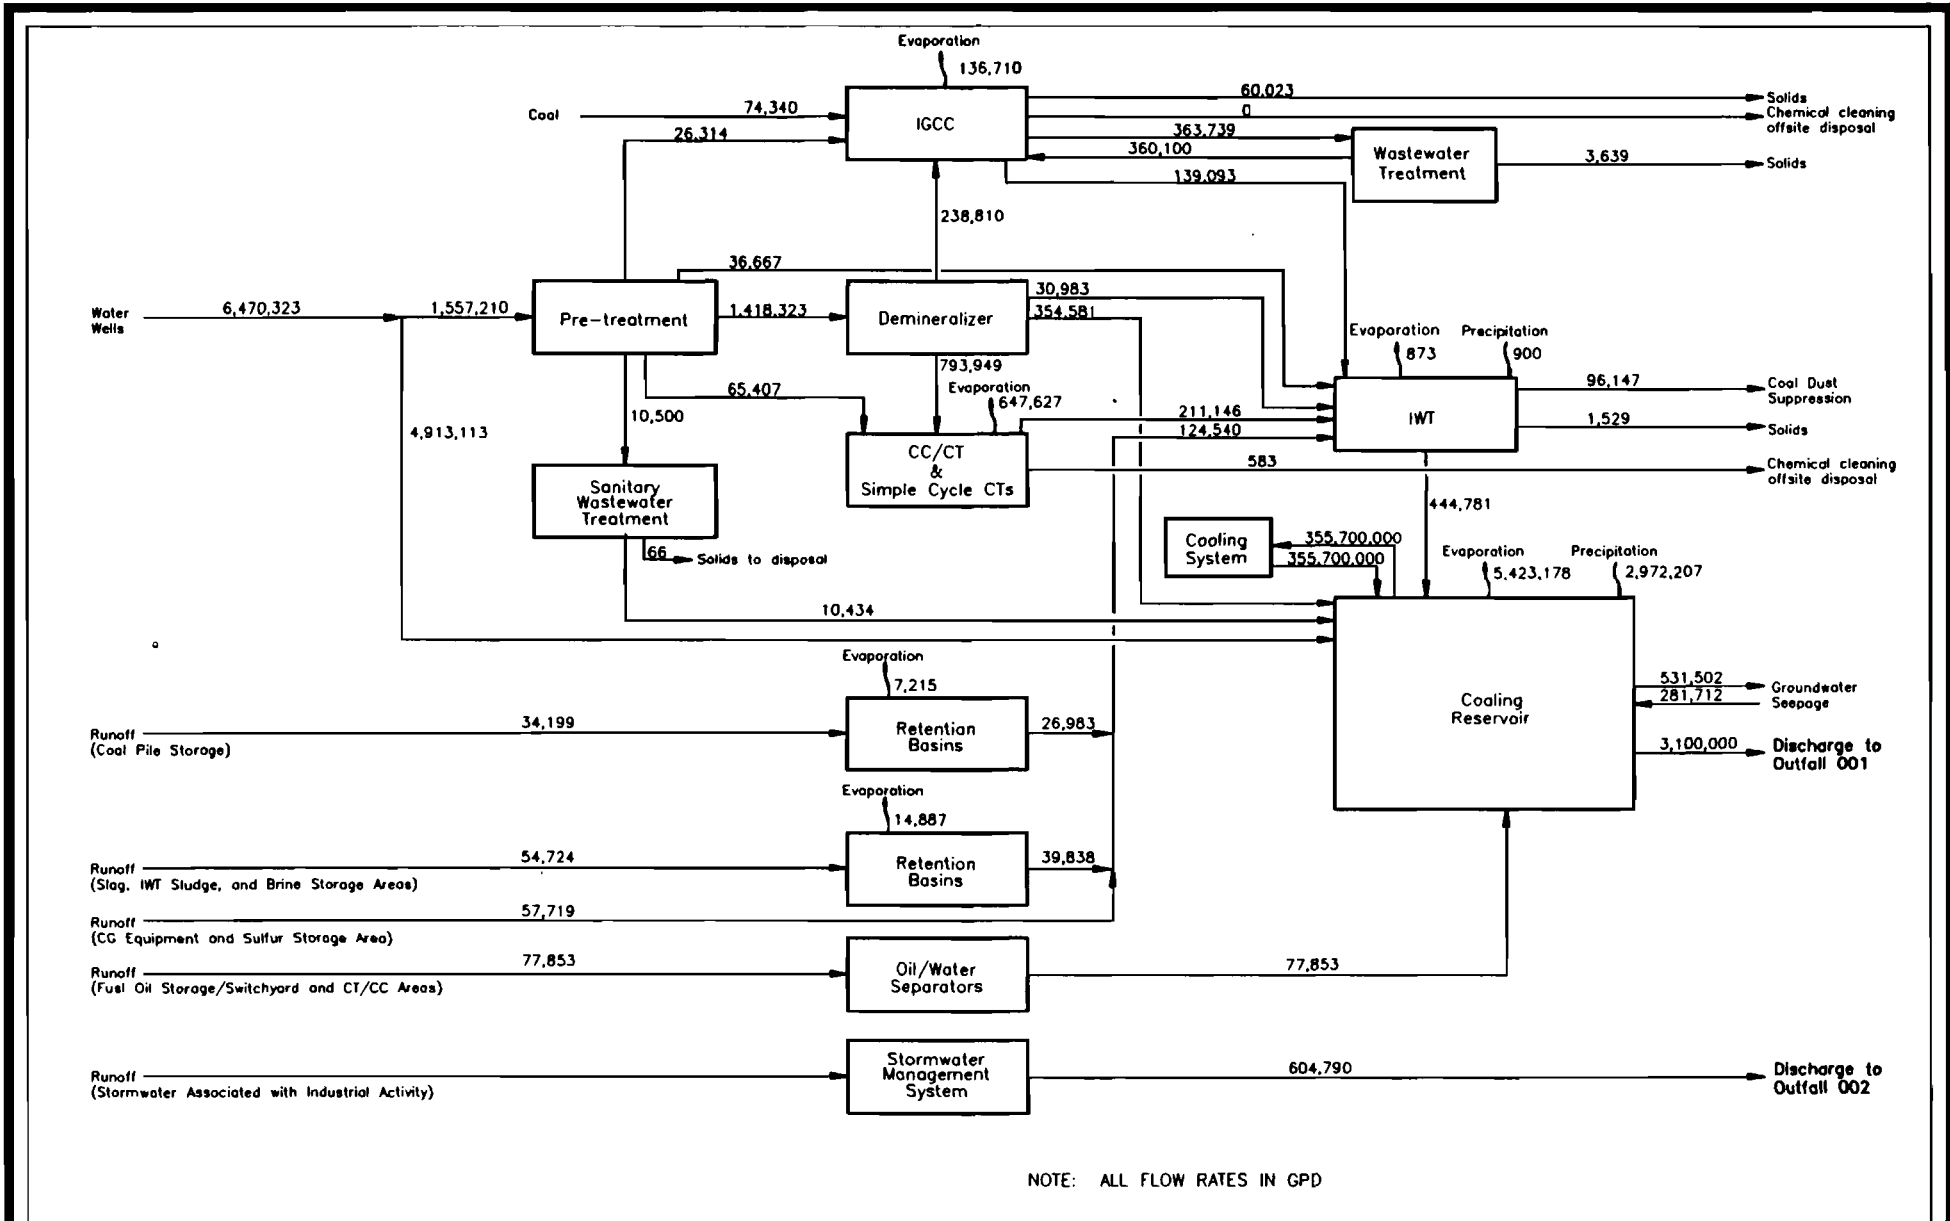 Evaporation
136,710
Coal
74,340
26,314
IGCC
60,023
Solids
0
Chemical cleaning
offsite disposal
363,739
360,100
Wastewater
Treatment
3,639
Solids
139,093
238,810
36,667
Water
Wells
6,470,323
1,557,210
Pre-treatment
1,418,323
Demineralizer
30,983
354,581
Evaporation
873
Precipitation
900
793,949
65,407
Evaporation
647,627
10,500
4,913,113
211,146
124,540
IWT
96,147
Coal Dust
Suppression
1,529
Solids
CC/CT
&
Simple Cycle CTs
583
Chemical cleaning
offsite disposal
Sanitary
Wastewater
Treatment
66
Solids to disposal
444,781
Cooling
System
355,700,000
355,700,000
Evaporation
5,423,178
Precipitation
2,972,207
10,434
Evaporation
7,215
Runoff
(Coal Pile Storage)
34,199
Retention
Basins
26,983
Cooling
Reservoir
531,502
281,712
Groundwater
Seepage
3,100,000
Discharge to
Outfall 001
Evaporation
14,887
Runoff
(Slag, IWT Sludge, and Brine Storage Areas)
54,724
Retention
Basins
39,838
Runoff
(CG Equipment and Sulfur Storage Area)
57,719
Runoff
(Fuel Oil Storage/Switchyard and CT/CC Areas)
77,853
Oil/Water
Separators
77,853
Runoff
(Stormwater Associated with Industrial Activity)
Stormwater
Management
System
604,790
Discharge to
Outfall 002
NOTE: ALL FLOW RATES IN GPD